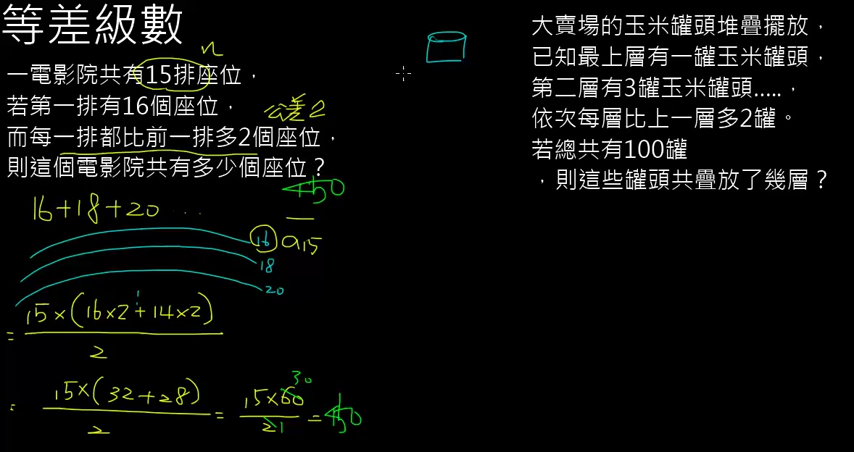 等差級數
n
一電影院共有15排座位，
若第一排有16個座位，
公差2
而每一排都比前一排多2個座位，
則這個電影院共有多少個座位？
450
16+18+20 ...
16 a15
18
20
= 15×(16×2+14×2)
2
= 15×(32+28)
2
= 15×60 30
2 1
= 450
大賣場的玉米罐頭堆疊擺放，
已知最上層有一罐玉米罐頭，
第二層有3罐玉米罐頭.....，
依次每層比上一層多2罐。
若總共有100罐
，則這些罐頭共疊放了幾層？